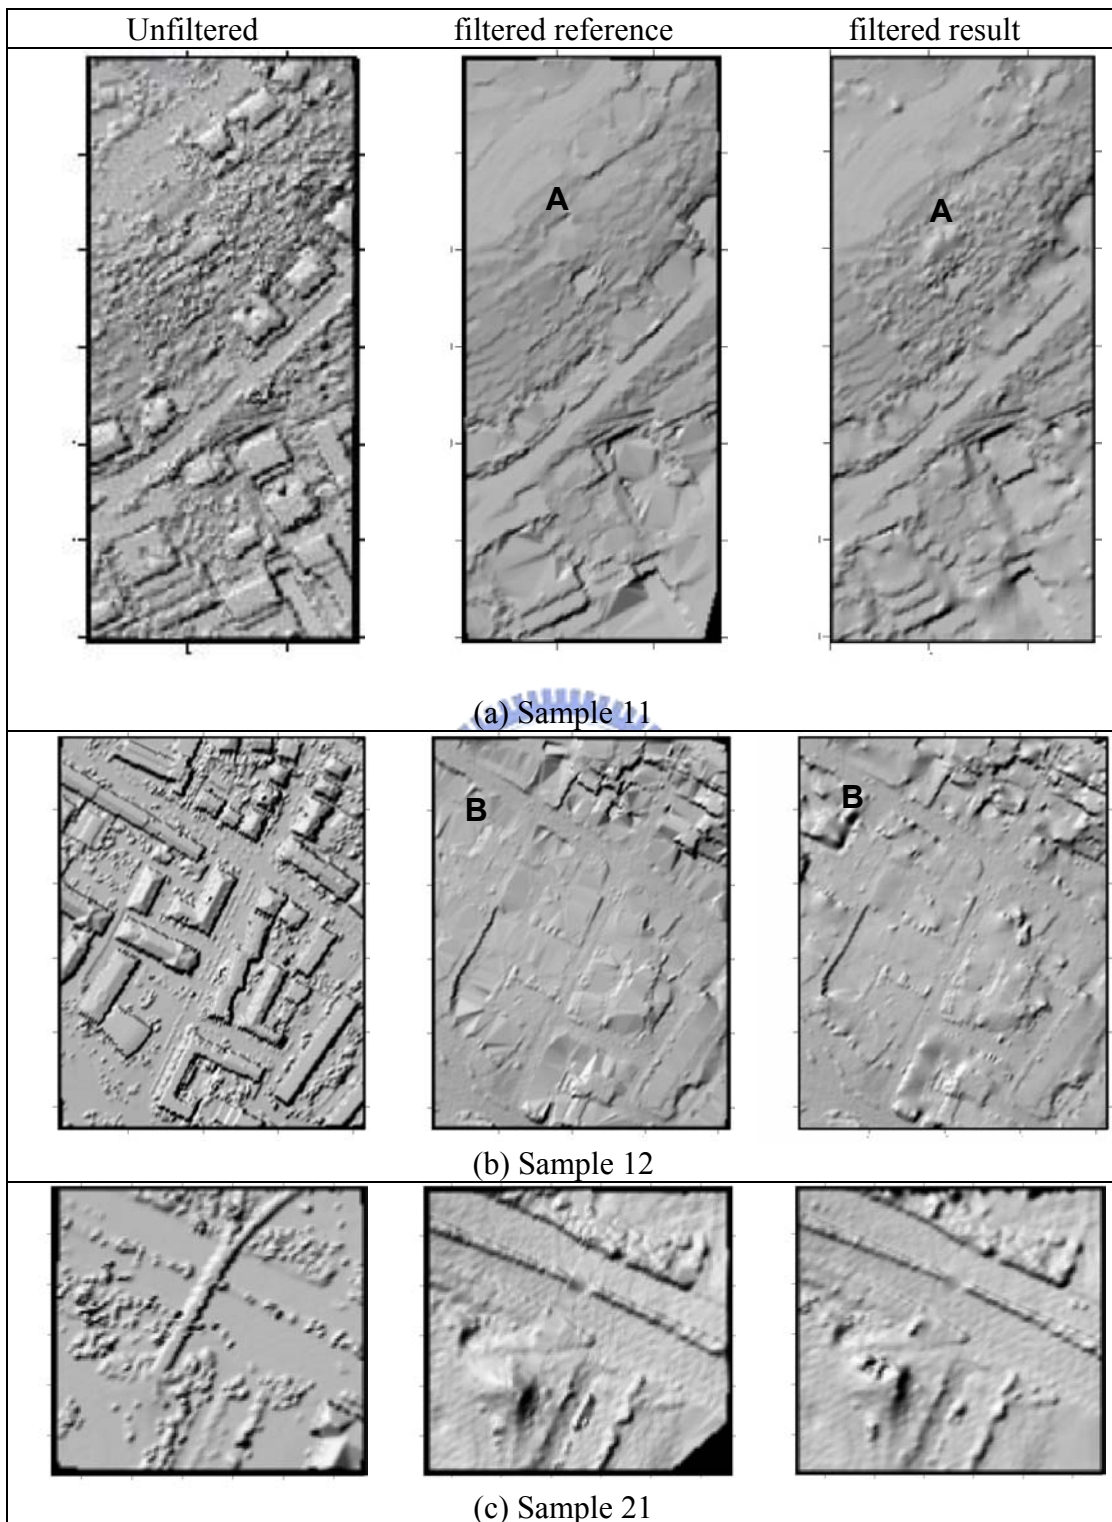 Unfiltered filtered reference filtered result
A A
(a) Sample 11
B B
(b) Sample 12
(c) Sample 21